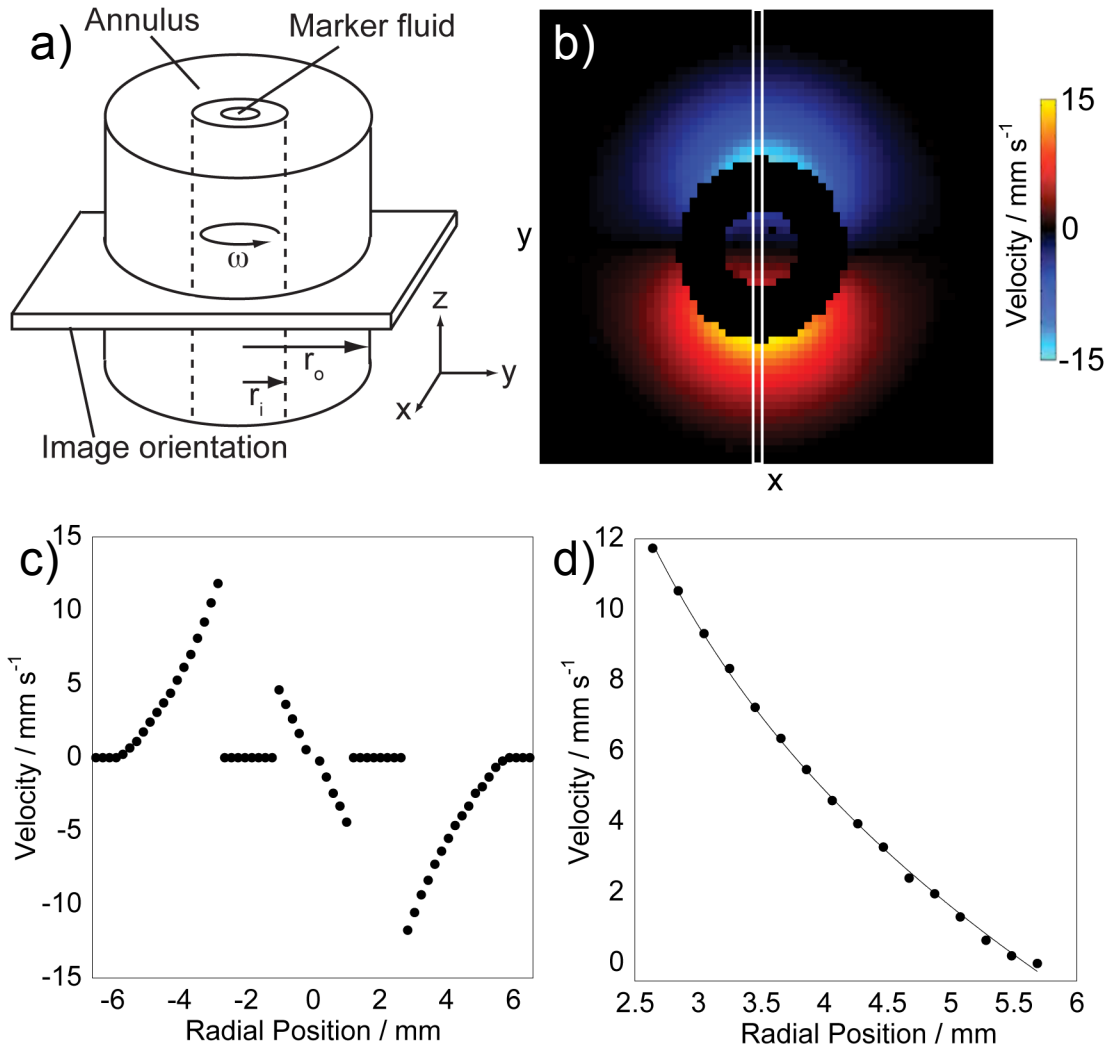 a)
Annulus
Marker fluid
ω
r_o
r_i
z
y
x
Image orientation
b)
y
x
Velocity / mm s⁻¹
15
0
-15
c)
15
10
5
0
-5
-10
-15
Velocity / mm s⁻¹
-6 -4 -2 0 2 4 6
Radial Position / mm
d)
12
10
8
6
4
2
0
Velocity / mm s⁻¹
2.5 3 3.5 4 4.5 5 5.5 6
Radial Position / mm